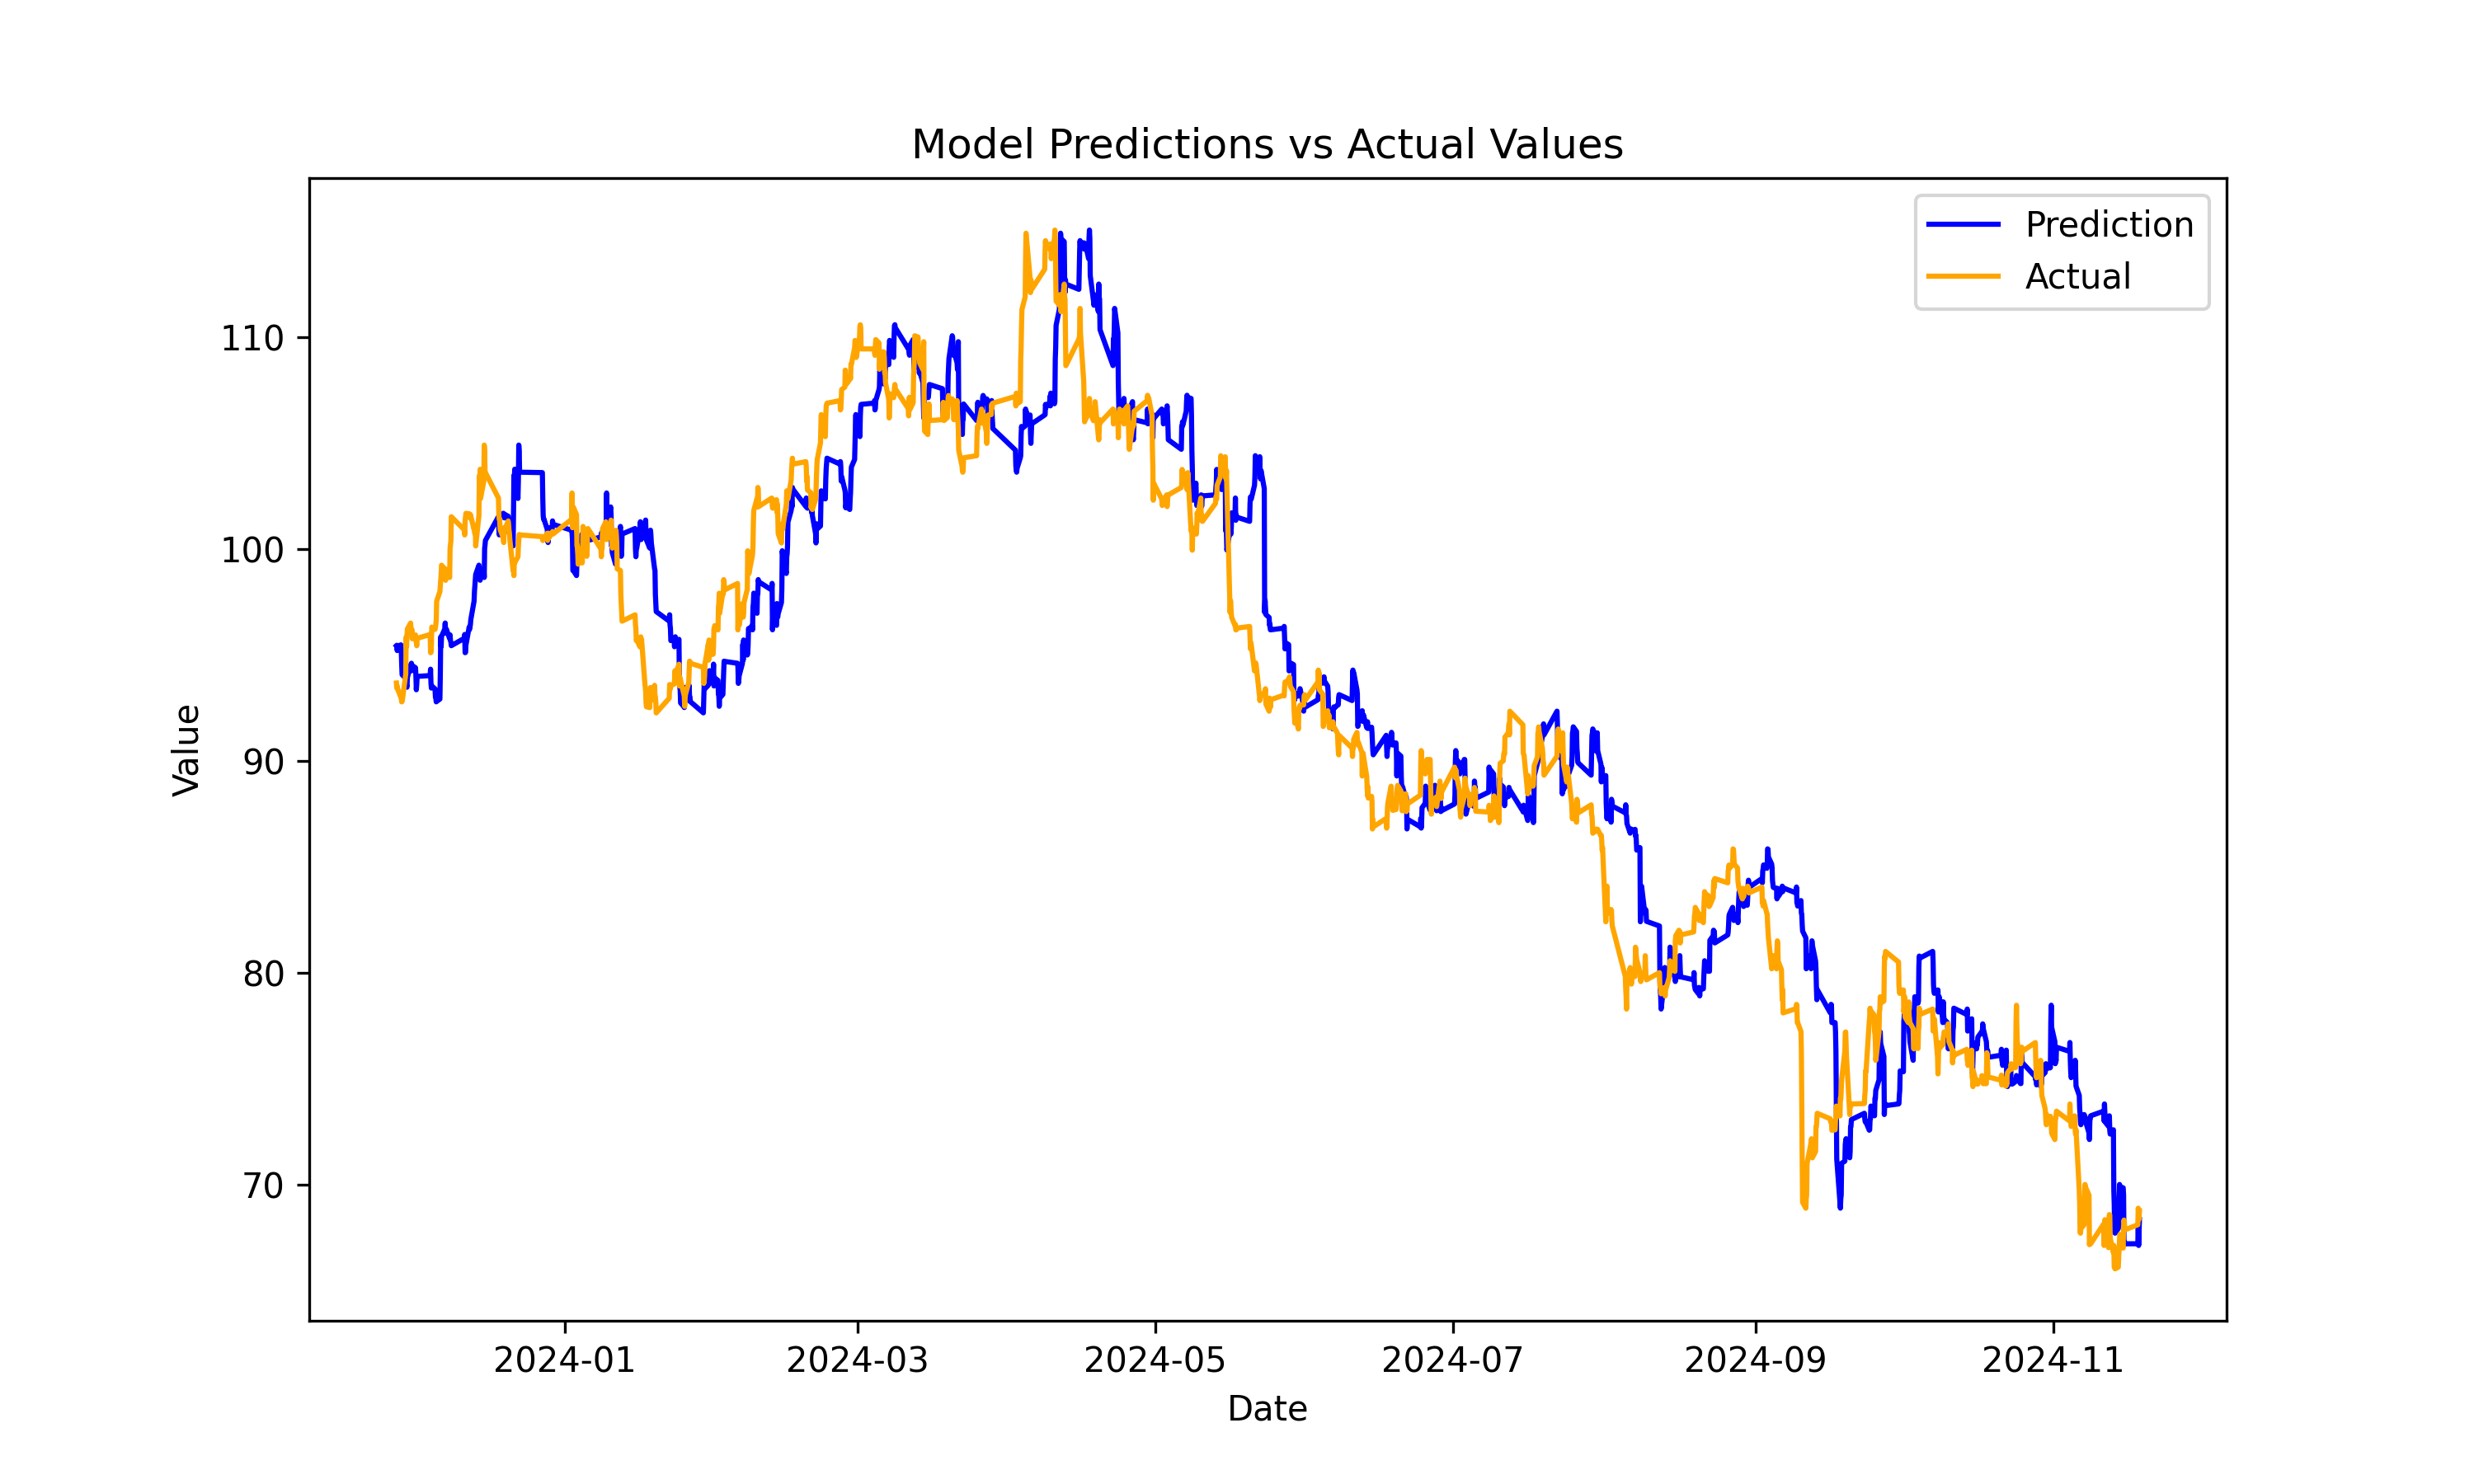 Model Predictions vs Actual Values
Prediction
Actual
110
100
90
80
70
Value
2024-01
2024-03
2024-05
2024-07
2024-09
2024-11
Date